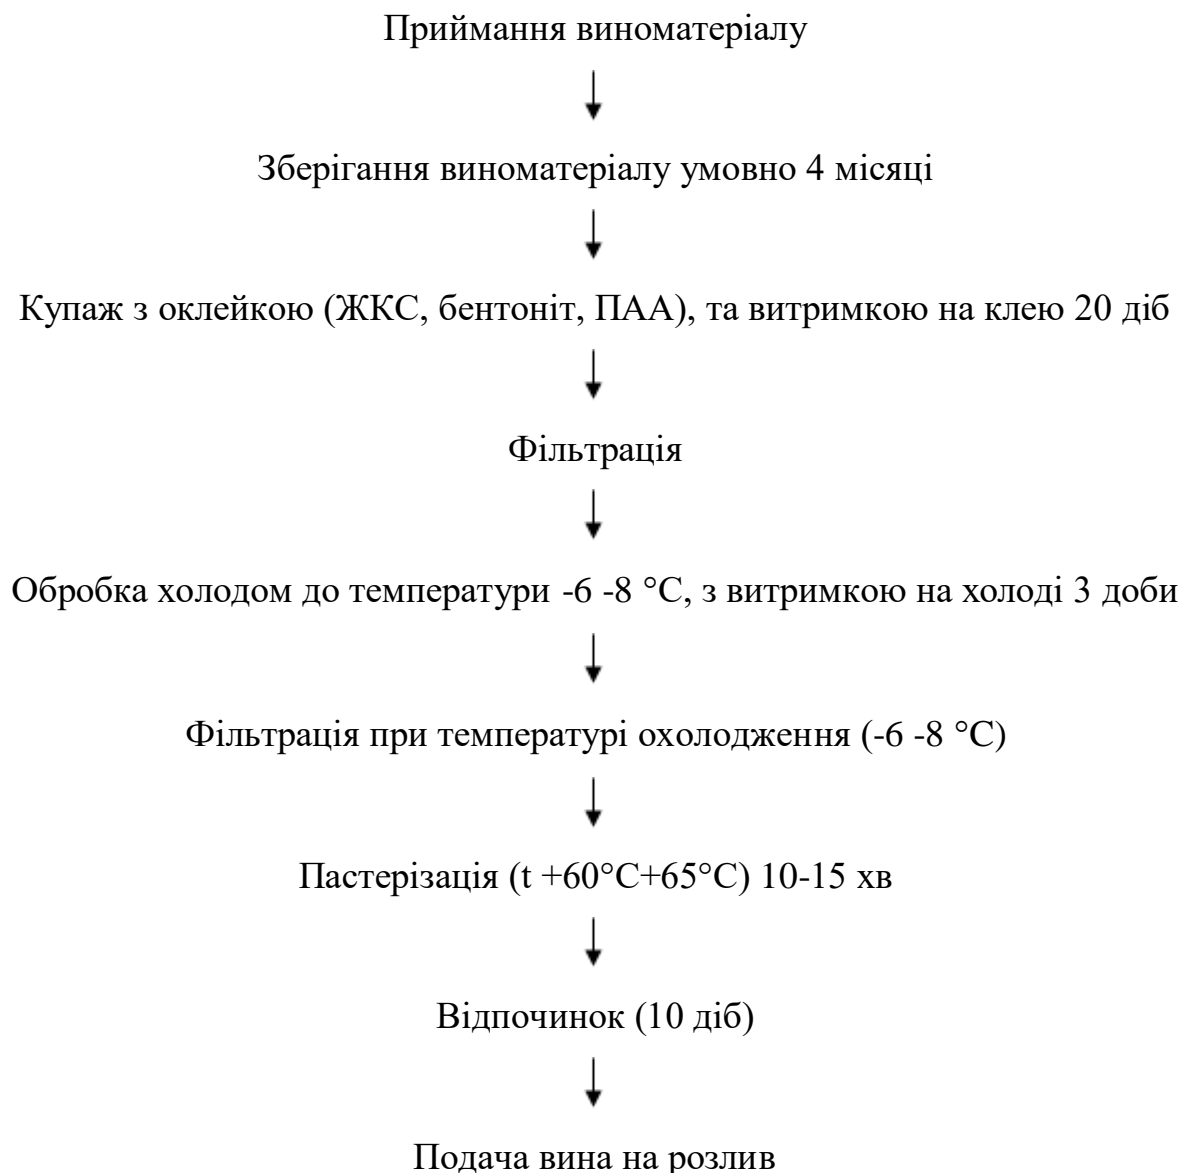 Приймання виноматеріалу
Зберігання виноматеріалу умовно 4 місяці
Купаж з оклейкою (ЖКС, бентоніт, ПАА), та витримкою на клею 20 діб
Фільтрація
Обробка холодом до температури -6 -8 °С, з витримкою на холоді 3 доби
Фільтрація при температурі охолодження (-6 -8 °С)
Пастерізація (t +60°С+65°С) 10-15 хв
Відпочинок (10 діб)
Подача вина на розлив